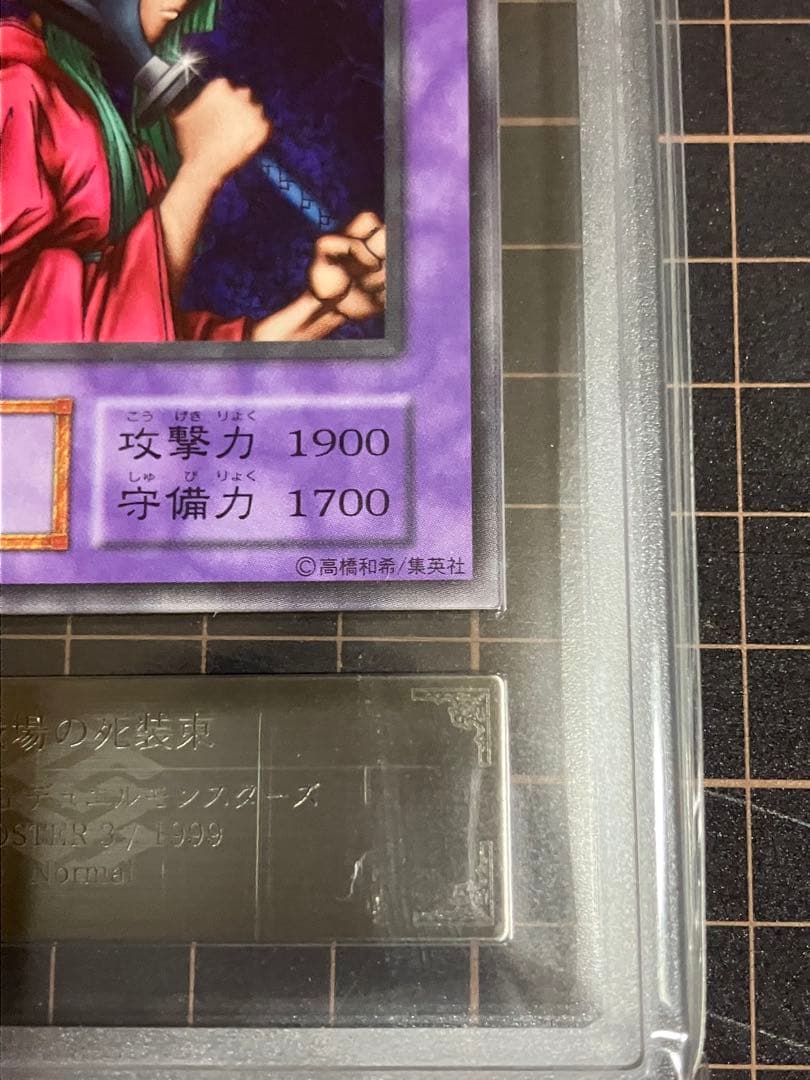 こうげきりょく
攻撃力 1900
しゅびりょく
守備力 1700
©高橋和希/集英社
場の死装束
デュエルモンスターズ
OSTER 3 / 1999
Normal